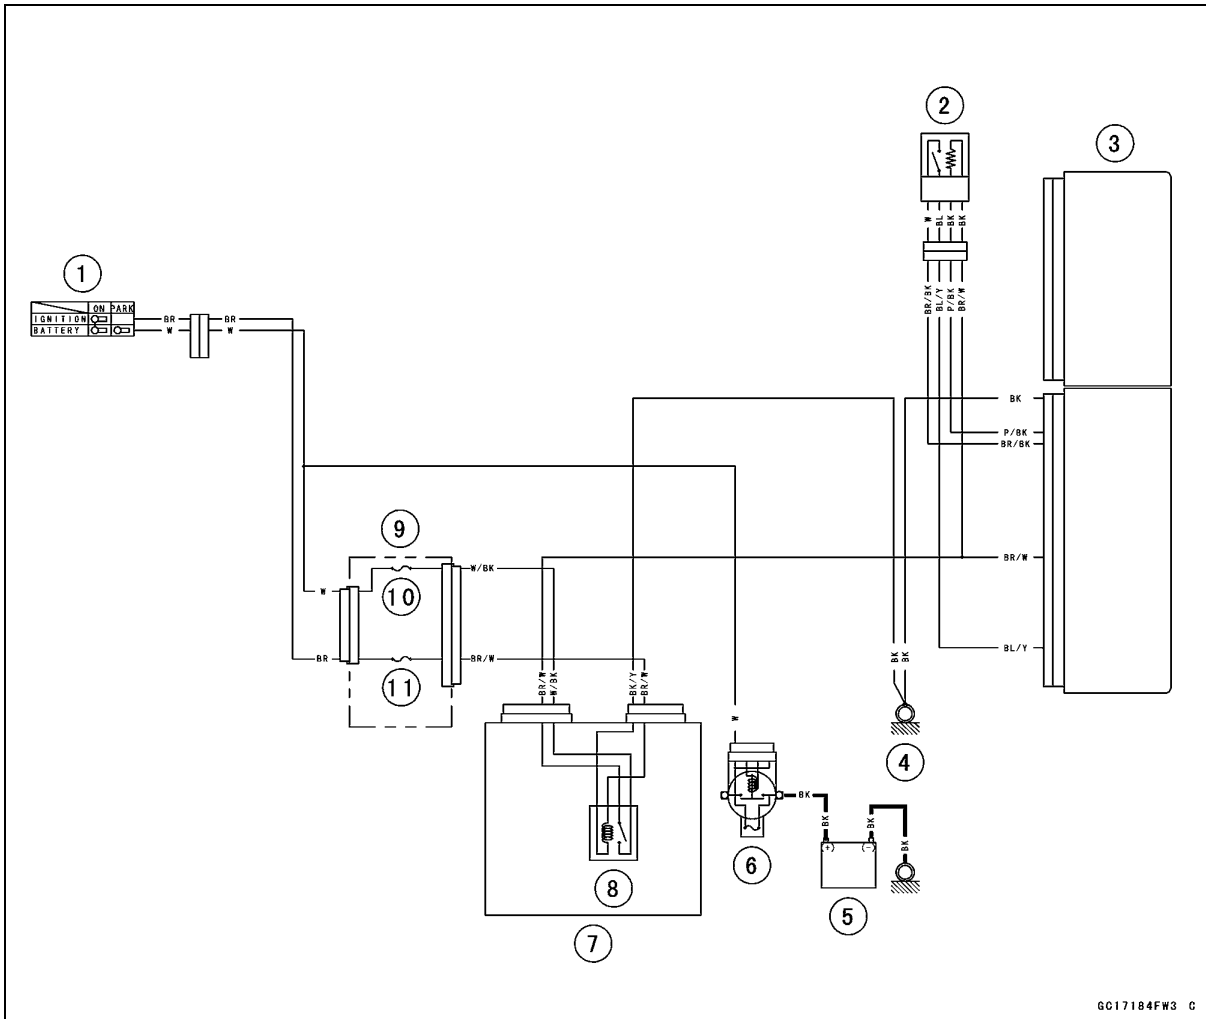 2
3
1
ON PARK
IGNITION
BATTERY
BR BR
W W
W BL BK BK
BR/BK BL/Y P/BK BR/W
BK
P/BK
BR/BK
9
W/BK
10
W
BR/W
BR BR/W
11
BR/W W/BK BK/Y BR/W
BK BK
BL/Y
W
4
BK
BK BK BK
(+) (-)
6
8
5
7
GC17184FW3 C